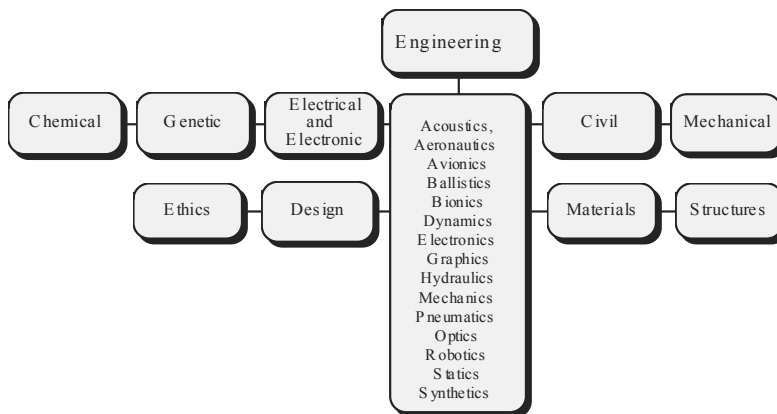 Engineering
Chemical
Genetic
Electrical
and
Electronic
Civil
Mechanical
Ethics
Design
Acoustics,
Aeronautics
Avionics
Ballistics
Bionics
Dynamics
Electronics
Graphics
Hydraulics
Mechanics
Pneumatics
Optics
Robotics
Statics
Synthetics
Materials
Structures